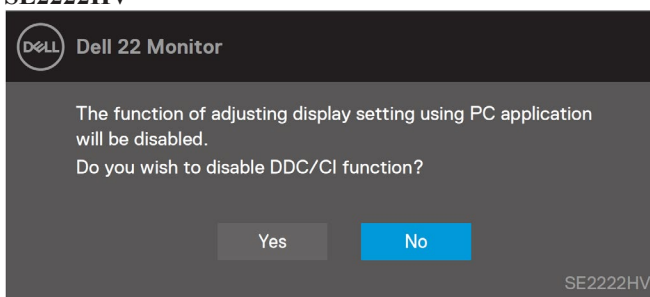 SE2222HV
DELL Dell 22 Monitor
The function of adjusting display setting using PC application
will be disabled.
Do you wish to disable DDC/CI function?
Yes No
SE2222HV